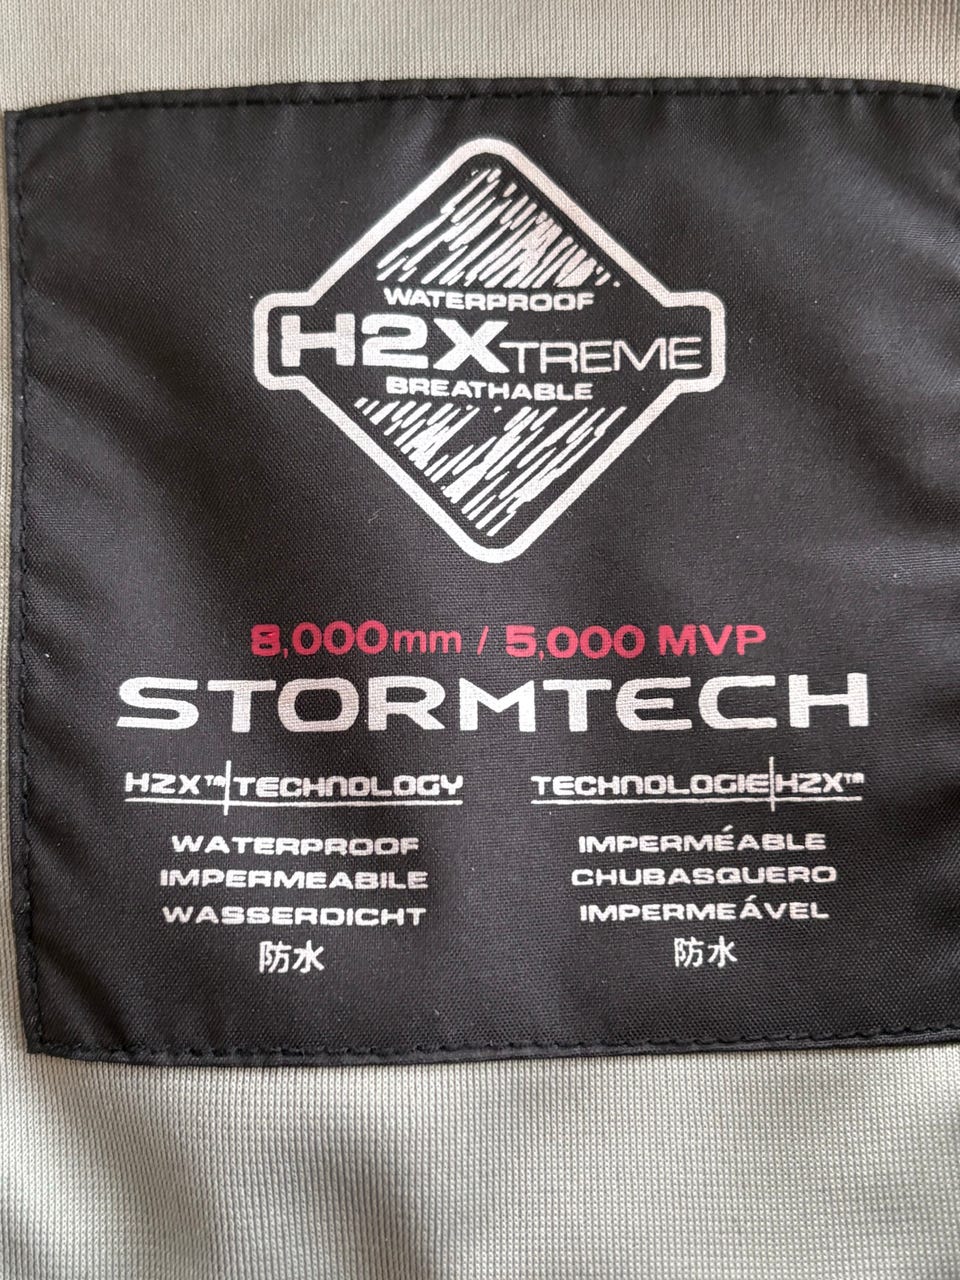 WATERPROOF
H2XTREME
BREATHABLE
8,000mm / 5,000 MVP
STORMTECH
H2X™|TECHNOLOGY
WATERPROOF
IMPERMEABILE
WASSERDICHT
防水
TECHNOLOGIE|H2X™
IMPERMÉABLE
CHUBASQUERO
IMPERMEÁVEL
防水